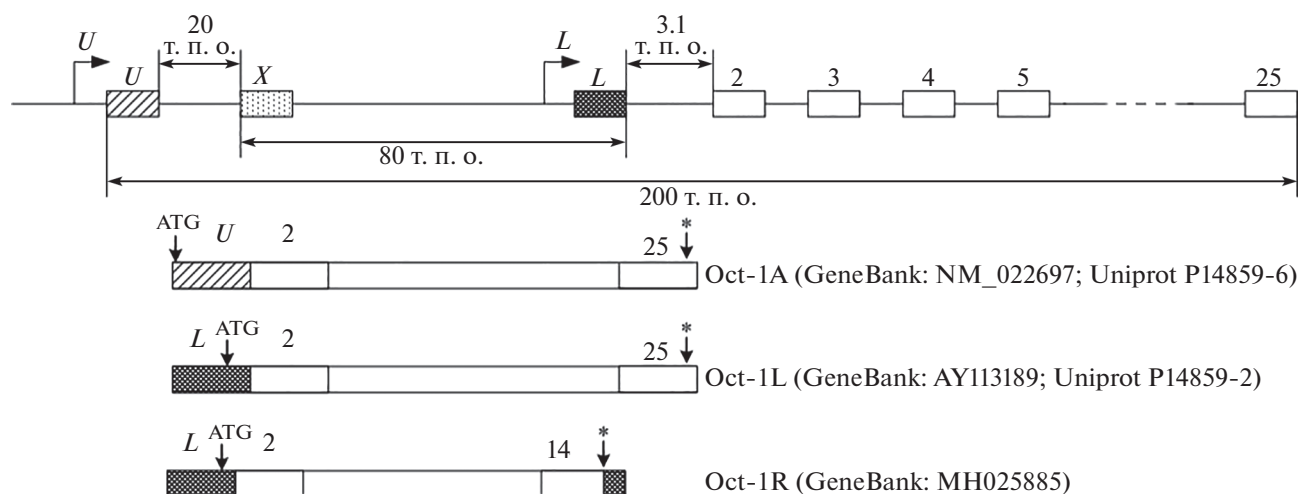 20 3.1
U т. п. о. L т. п. о.
U X L 2 3 4 5 25
80 т. п. о.
200 т. п. о.
ATG U 2 25 *
Oct-1A (GeneBank: NM_022697; Uniprot P14859-6)
L ATG 2 25 *
Oct-1L (GeneBank: AY113189; Uniprot P14859-2)
L ATG 2 14 *
Oct-1R (GeneBank: MH025885)